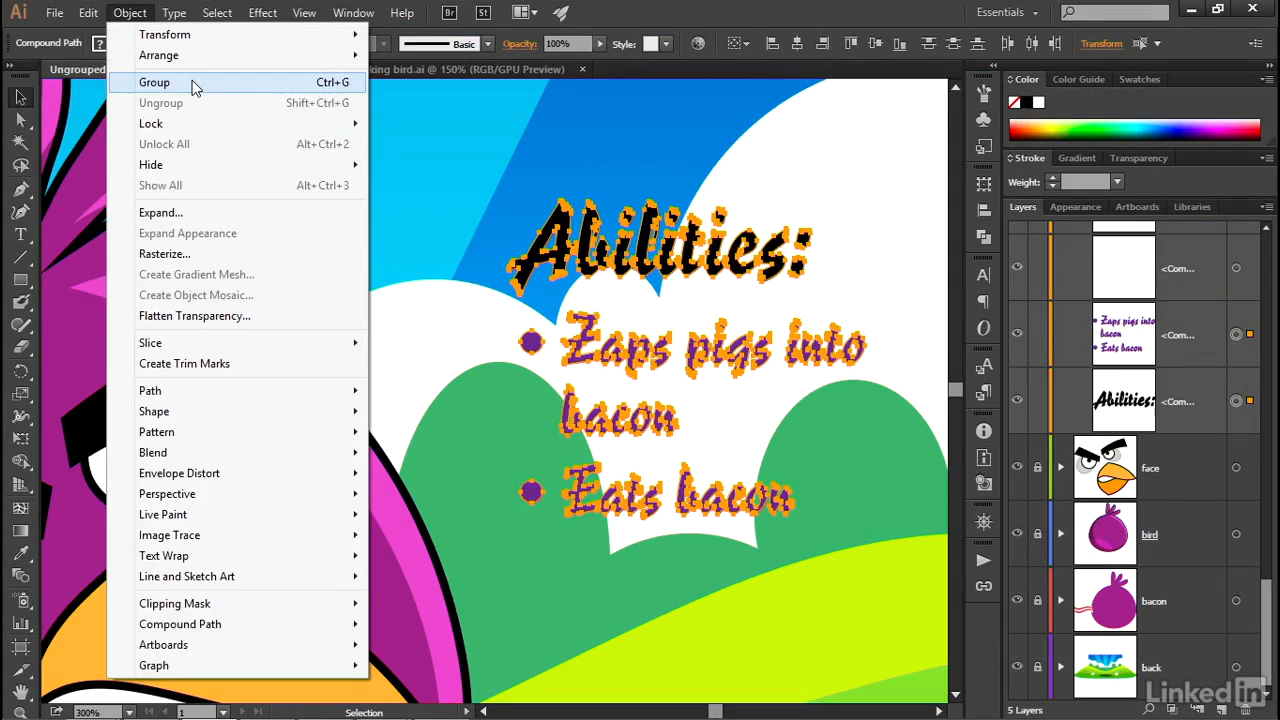 Ai File Edit Object Type Select Effect View Window Help Br St Essentials
Compound Path Basic Opacity: 100% Style: Transform
Ungrouped
king bird.ai @ 150% (RGB/GPU Preview)
Transform
Arrange
Group Ctrl+G
Ungroup Shift+Ctrl+G
Lock
Unlock All Alt+Ctrl+2
Hide
Show All Alt+Ctrl+3
Expand...
Expand Appearance
Rasterize...
Create Gradient Mesh...
Create Object Mosaic...
Flatten Transparency...
Slice
Create Trim Marks
Path
Shape
Pattern
Blend
Envelope Distort
Perspective
Live Paint
Image Trace
Text Wrap
Line and Sketch Art
Clipping Mask
Compound Path
Artboards
Graph
Abilities:
• Zaps pigs into
bacon
• Eats bacon
Color Color Guide Swatches
Stroke Gradient Transparency
Weight:
Layers Appearance Artboards Libraries
<Com...
Zaps pigs into
bacon
Eats bacon
<Com...
Abilities:
<Com...
face
bird
bacon
back
5 Layers
300% 1 Selection
Linked in